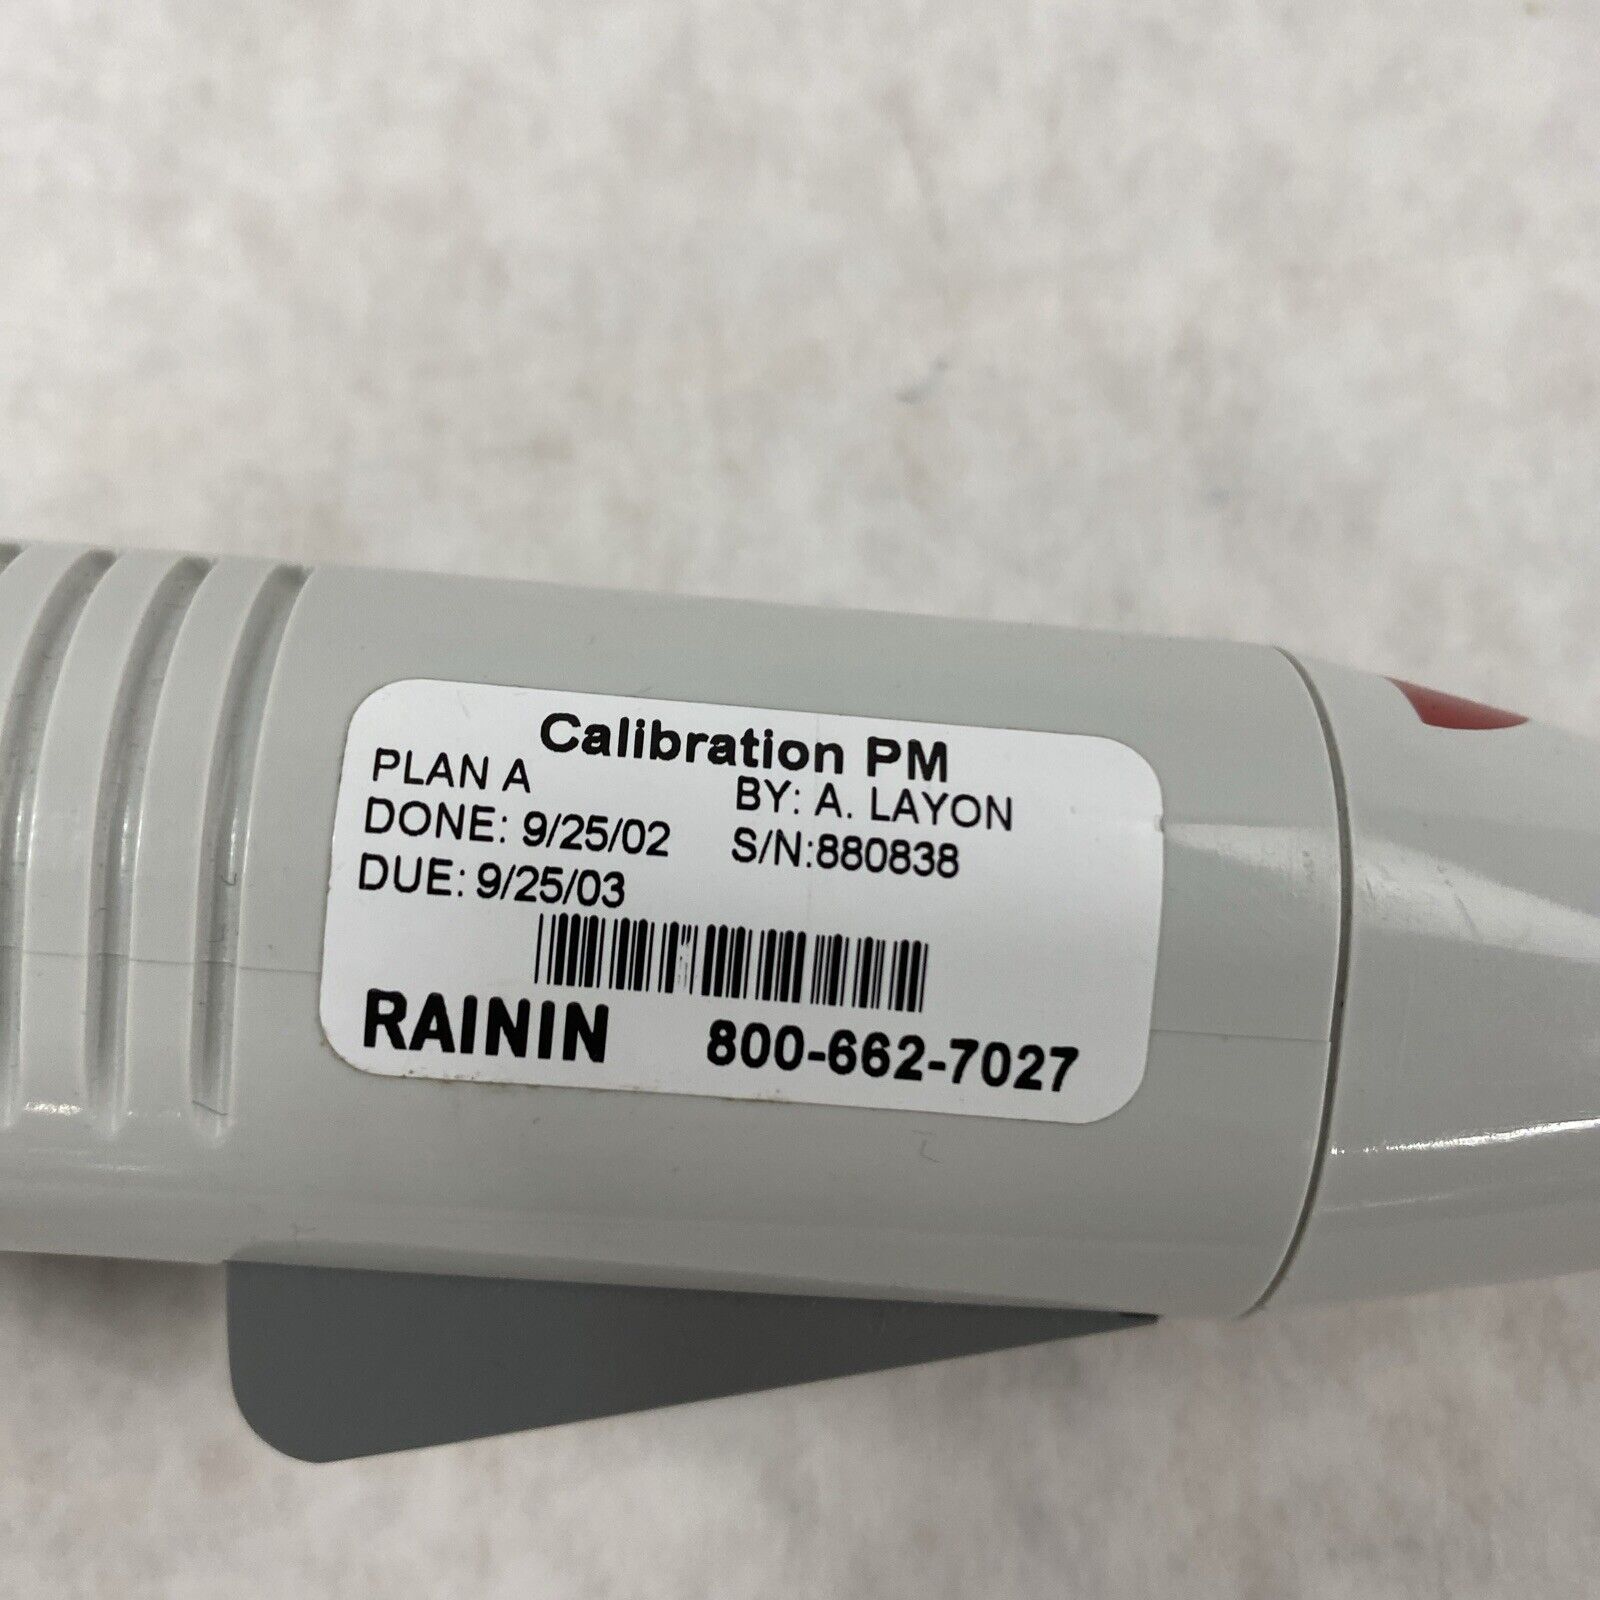 Calibration PM
PLAN A BY: A. LAYON
DONE: 9/25/02 S/N:880838
DUE: 9/25/03
RAININ 800-662-7027